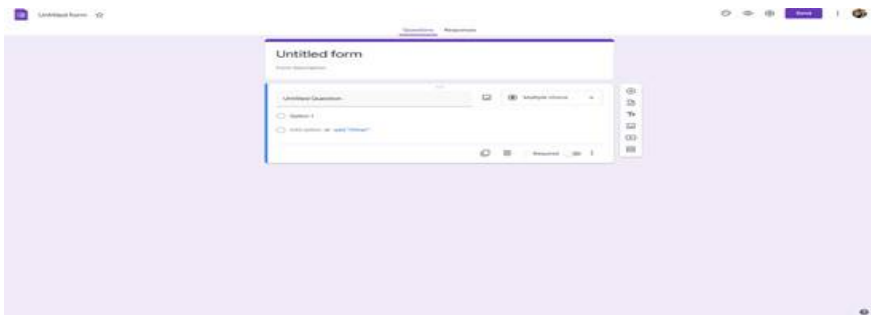 Untitled form
Send
Questions Responses
Untitled form
Form description
Untitled Question
Multiple choice
Option 1
Add option or add "Other"
Required